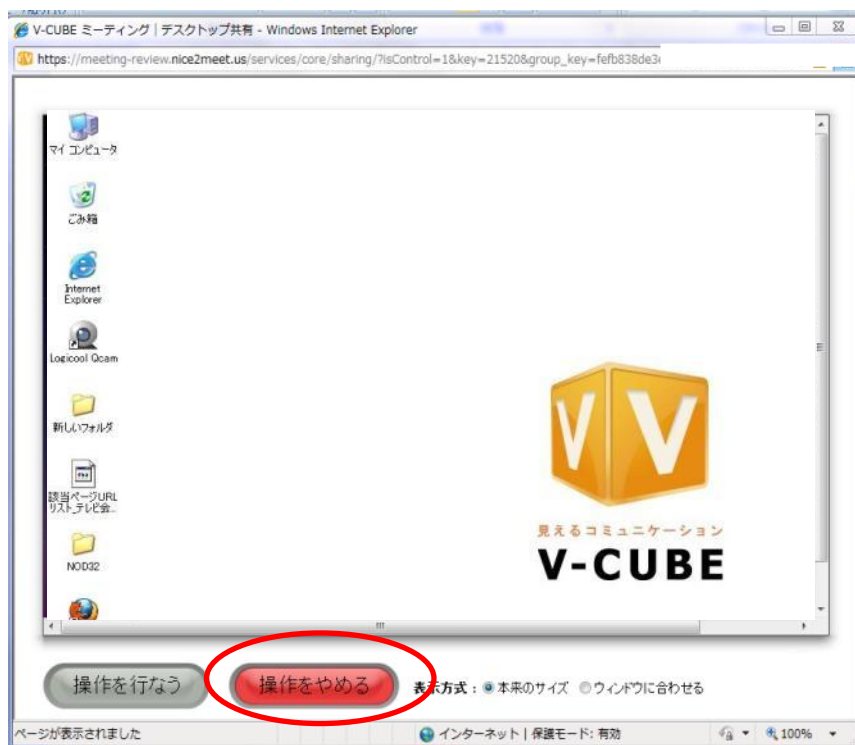 V-CUBE ミーティング | デスクトップ共有 - Windows Internet Explorer
https://meeting-review.nice2meet.us/services/core/sharing/?isControl=1&key=21520&group_key=fefb838de3
マイ コンピュータ
ごみ箱
Internet
Explorer
Logicool Qcam
新しいフォルダ
該当ページURL
リスト_テレビ会...
NOD32
VV
見えるコミュニケーション
V-CUBE
操作を行なう
操作をやめる
表示方式 : 本来のサイズ ウィンドウに合わせる
ページが表示されました
インターネット | 保護モード: 有効
100%